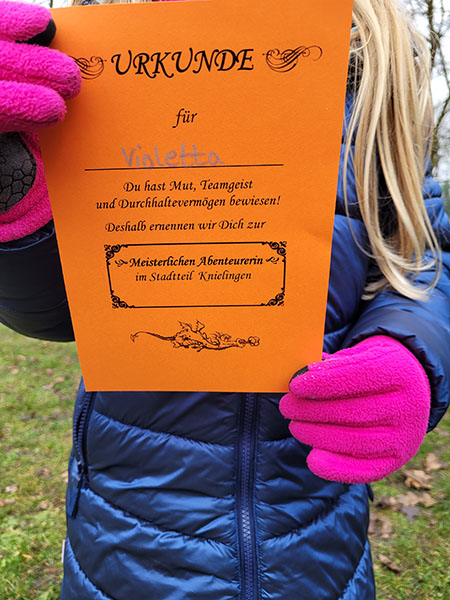 URKUNDE
für
Violetta
Du hast Mut, Teamgeist
und Durchhaltevermögen bewiesen!
Deshalb ernennen wir Dich zur
Meisterlichen Abenteurerin
im Stadtteil Knielingen